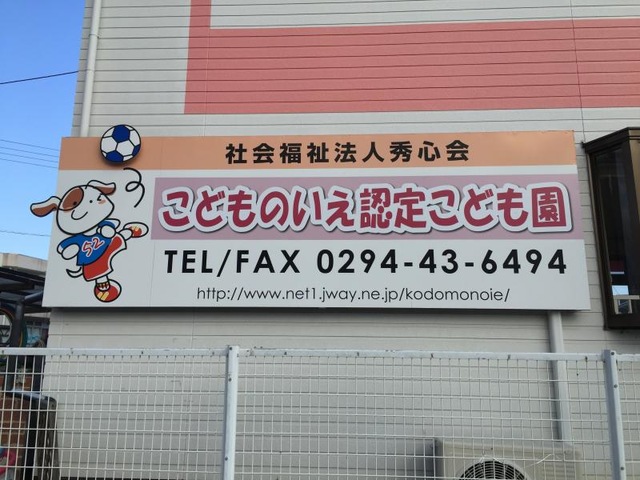 社会福祉法人秀心会
こどものいえ認定こども園
TEL/FAX 0294-43-6494
http://www.net1.jway.ne.jp/kodomonoie/
52